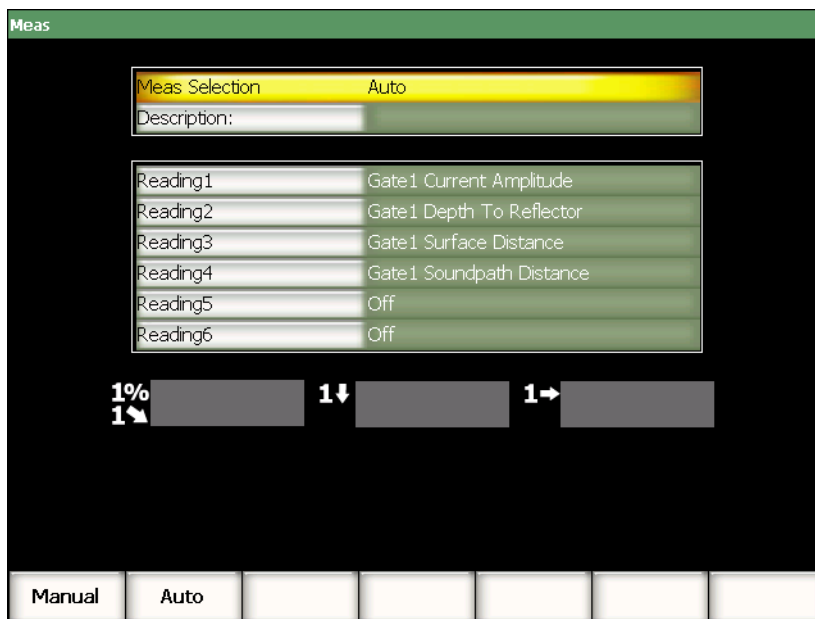 Meas
Meas Selection Auto
Description:
Reading1 Gate1 Current Amplitude
Reading2 Gate1 Depth To Reflector
Reading3 Gate1 Surface Distance
Reading4 Gate1 Soundpath Distance
Reading5 Off
Reading6 Off
1% 1⬇ 1➡
1⬊
Manual Auto